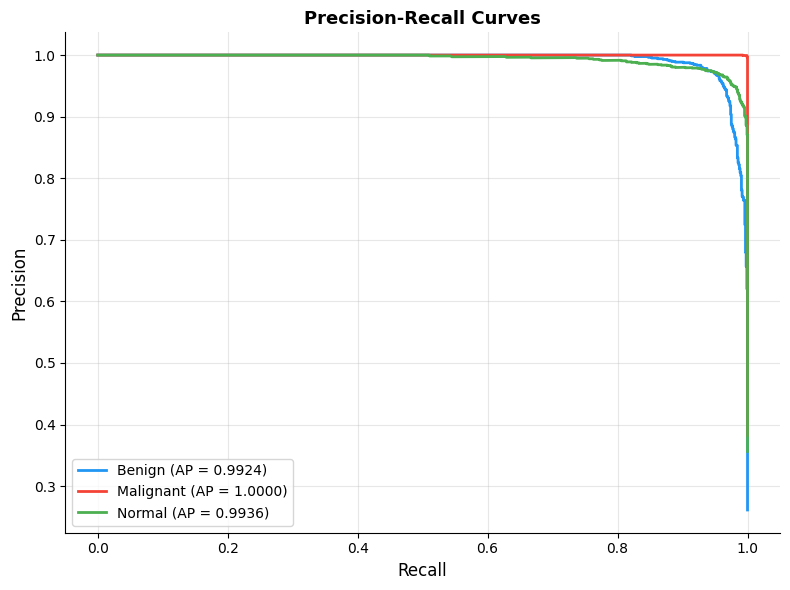 Precision-Recall Curves
Precision
1.0
0.9
0.8
0.7
0.6
0.5
0.4
0.3
Benign (AP = 0.9924)
Malignant (AP = 1.0000)
Normal (AP = 0.9936)
0.0 0.2 0.4 0.6 0.8 1.0
Recall